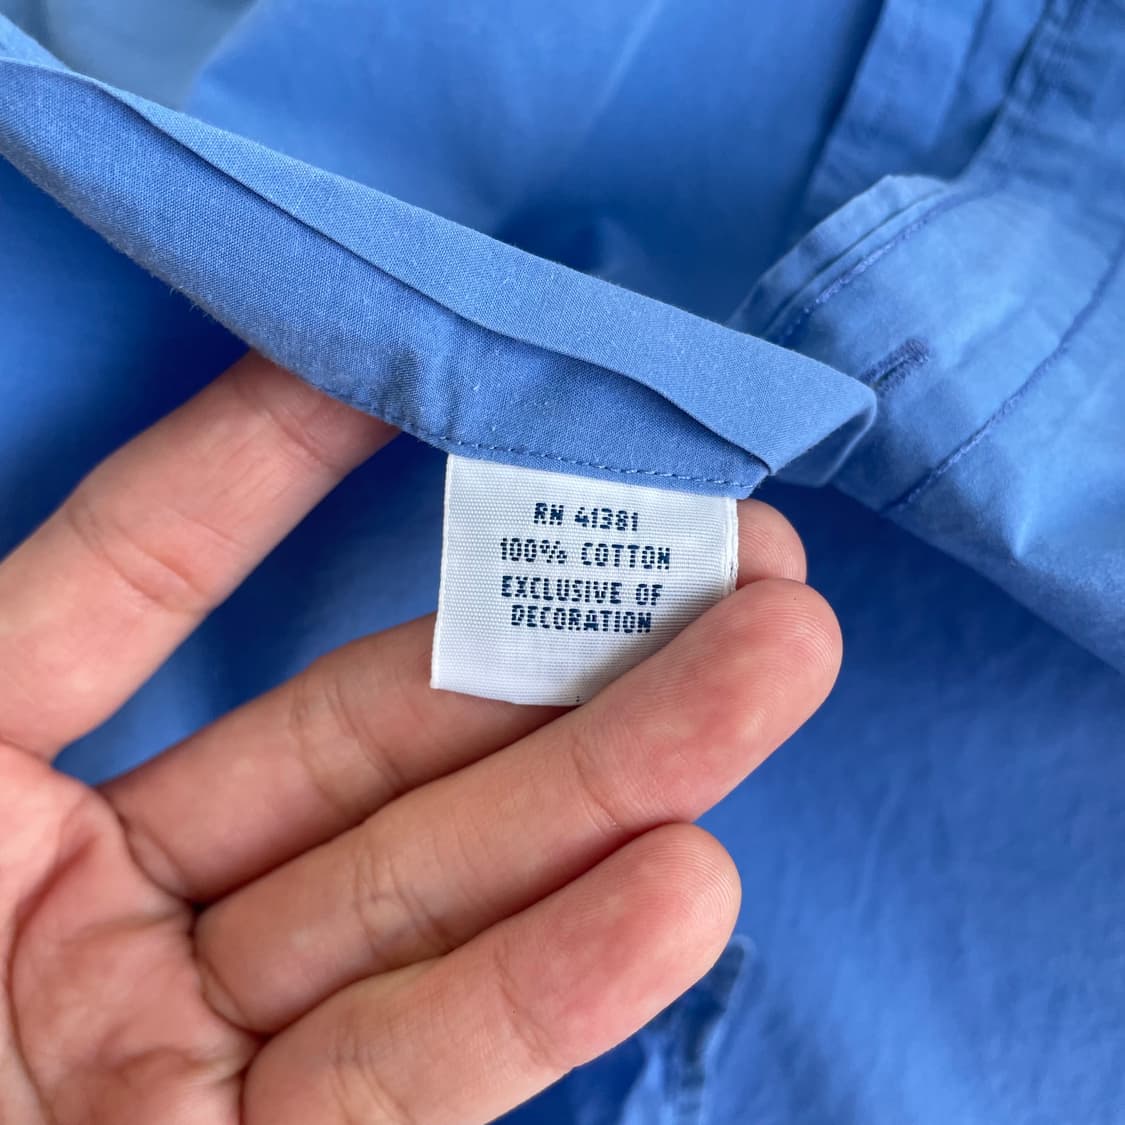 RN 41381
100% COTTON
EXCLUSIVE OF
DECORATION